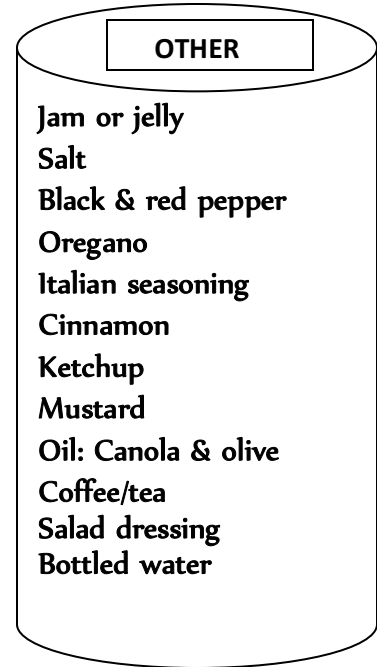 OTHER
Jam or jelly
Salt
Black & red pepper
Oregano
Italian seasoning
Cinnamon
Ketchup
Mustard
Oil: Canola & olive
Coffee/tea
Salad dressing
Bottled water